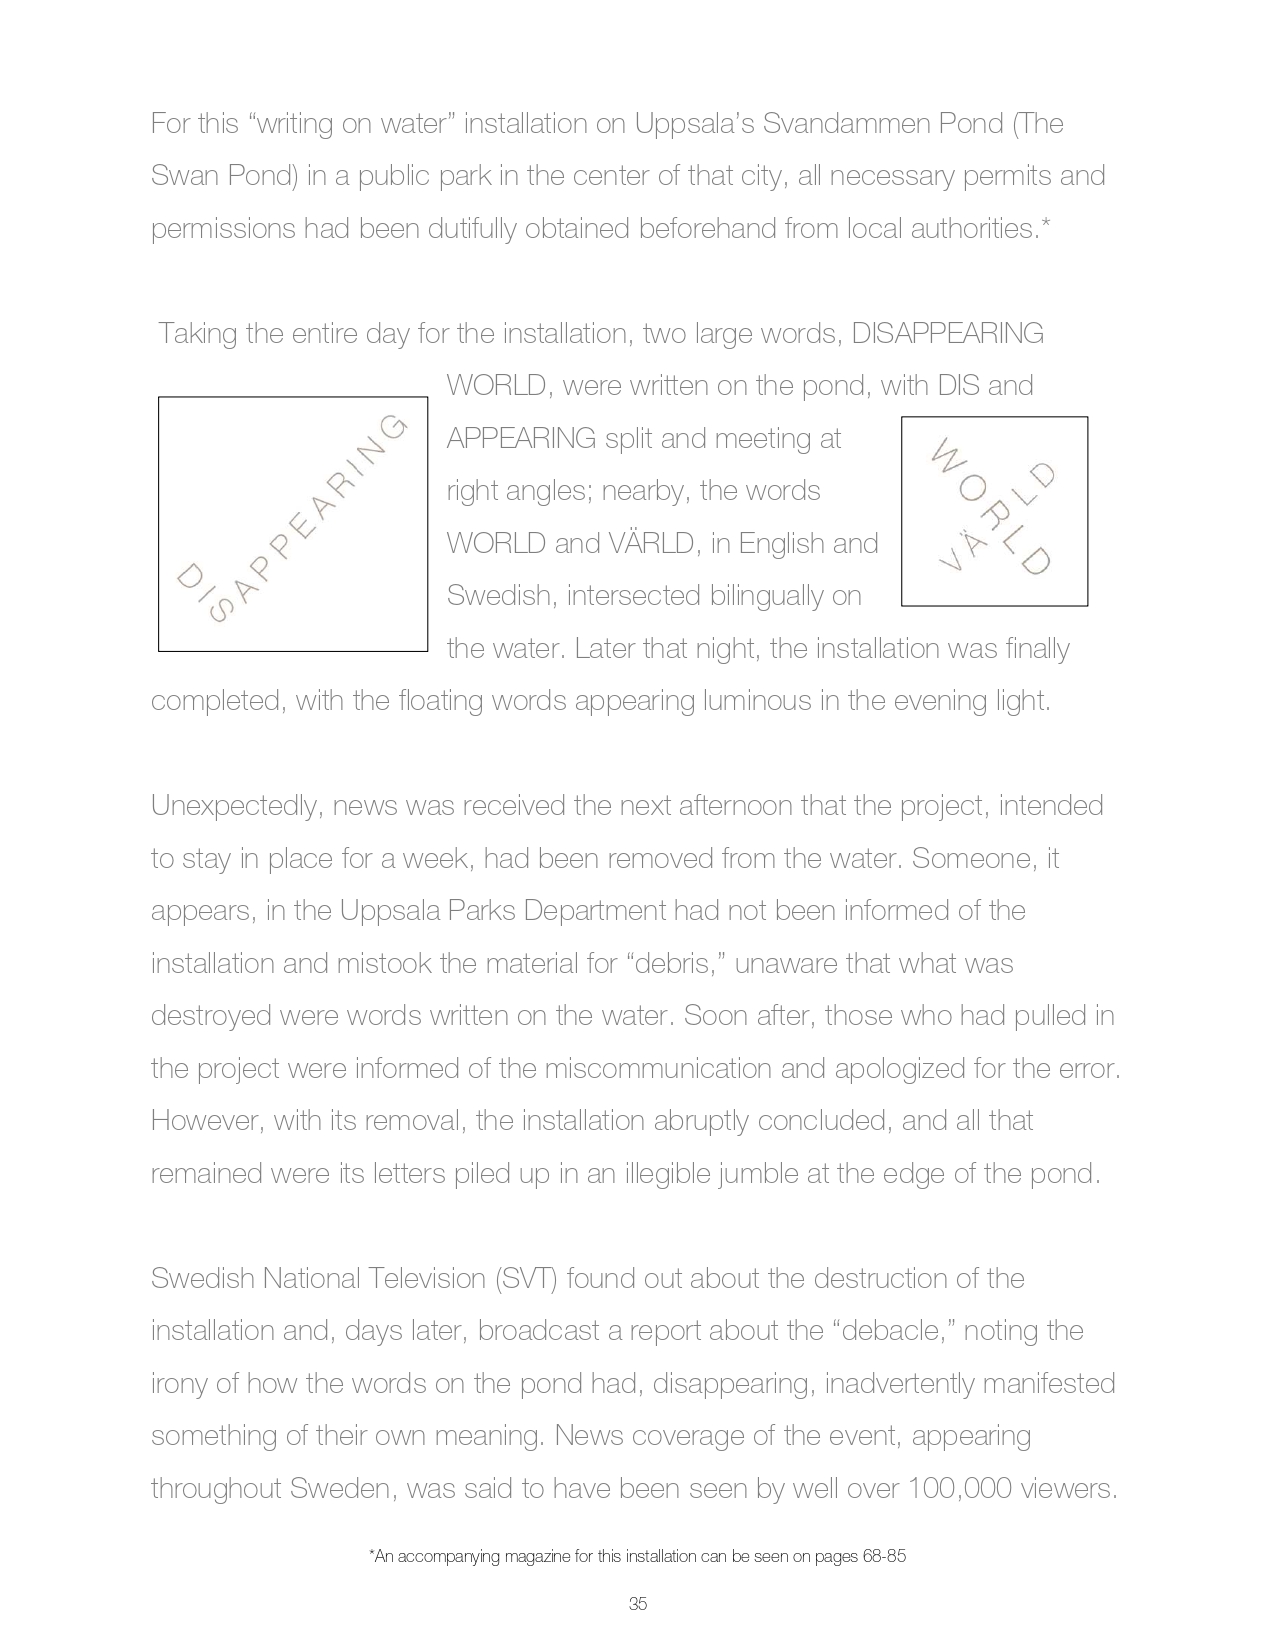 For this “writing on water” installation on Uppsala’s Svandammen Pond (The
Swan Pond) in a public park in the center of that city, all necessary permits and
permissions had been dutifully obtained beforehand from local authorities.*
Taking the entire day for the installation, two large words, DISAPPEARING
WORLD, were written on the pond, with DIS and
APPEARING split and meeting at
right angles; nearby, the words
WORLD and VÄRLD, in English and
Swedish, intersected bilingually on
the water. Later that night, the installation was finally
completed, with the floating words appearing luminous in the evening light.
DISAPPEARING
WORLD
VÄRLD
Unexpectedly, news was received the next afternoon that the project, intended
to stay in place for a week, had been removed from the water. Someone, it
appears, in the Uppsala Parks Department had not been informed of the
installation and mistook the material for “debris,” unaware that what was
destroyed were words written on the water. Soon after, those who had pulled in
the project were informed of the miscommunication and apologized for the error.
However, with its removal, the installation abruptly concluded, and all that
remained were its letters piled up in an illegible jumble at the edge of the pond.
Swedish National Television (SVT) found out about the destruction of the
installation and, days later, broadcast a report about the “debacle,” noting the
irony of how the words on the pond had, disappearing, inadvertently manifested
something of their own meaning. News coverage of the event, appearing
throughout Sweden, was said to have been seen by well over 100,000 viewers.
*An accompanying magazine for this installation can be seen on pages 68-85
35